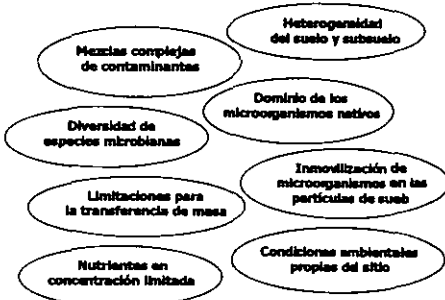 Heterogeneidad
del suelo y subsuelo
Mezclas complejas
de contaminantes
Dominio de los
microorganismos nativos
Diversidad de
especies microbianas
Inmovilización de
microorganismos en las
partículas de suelo
Limitaciones para
la transferencia de masa
Condiciones ambientales
propias del sitio
Nutrientes en
concentración limitada